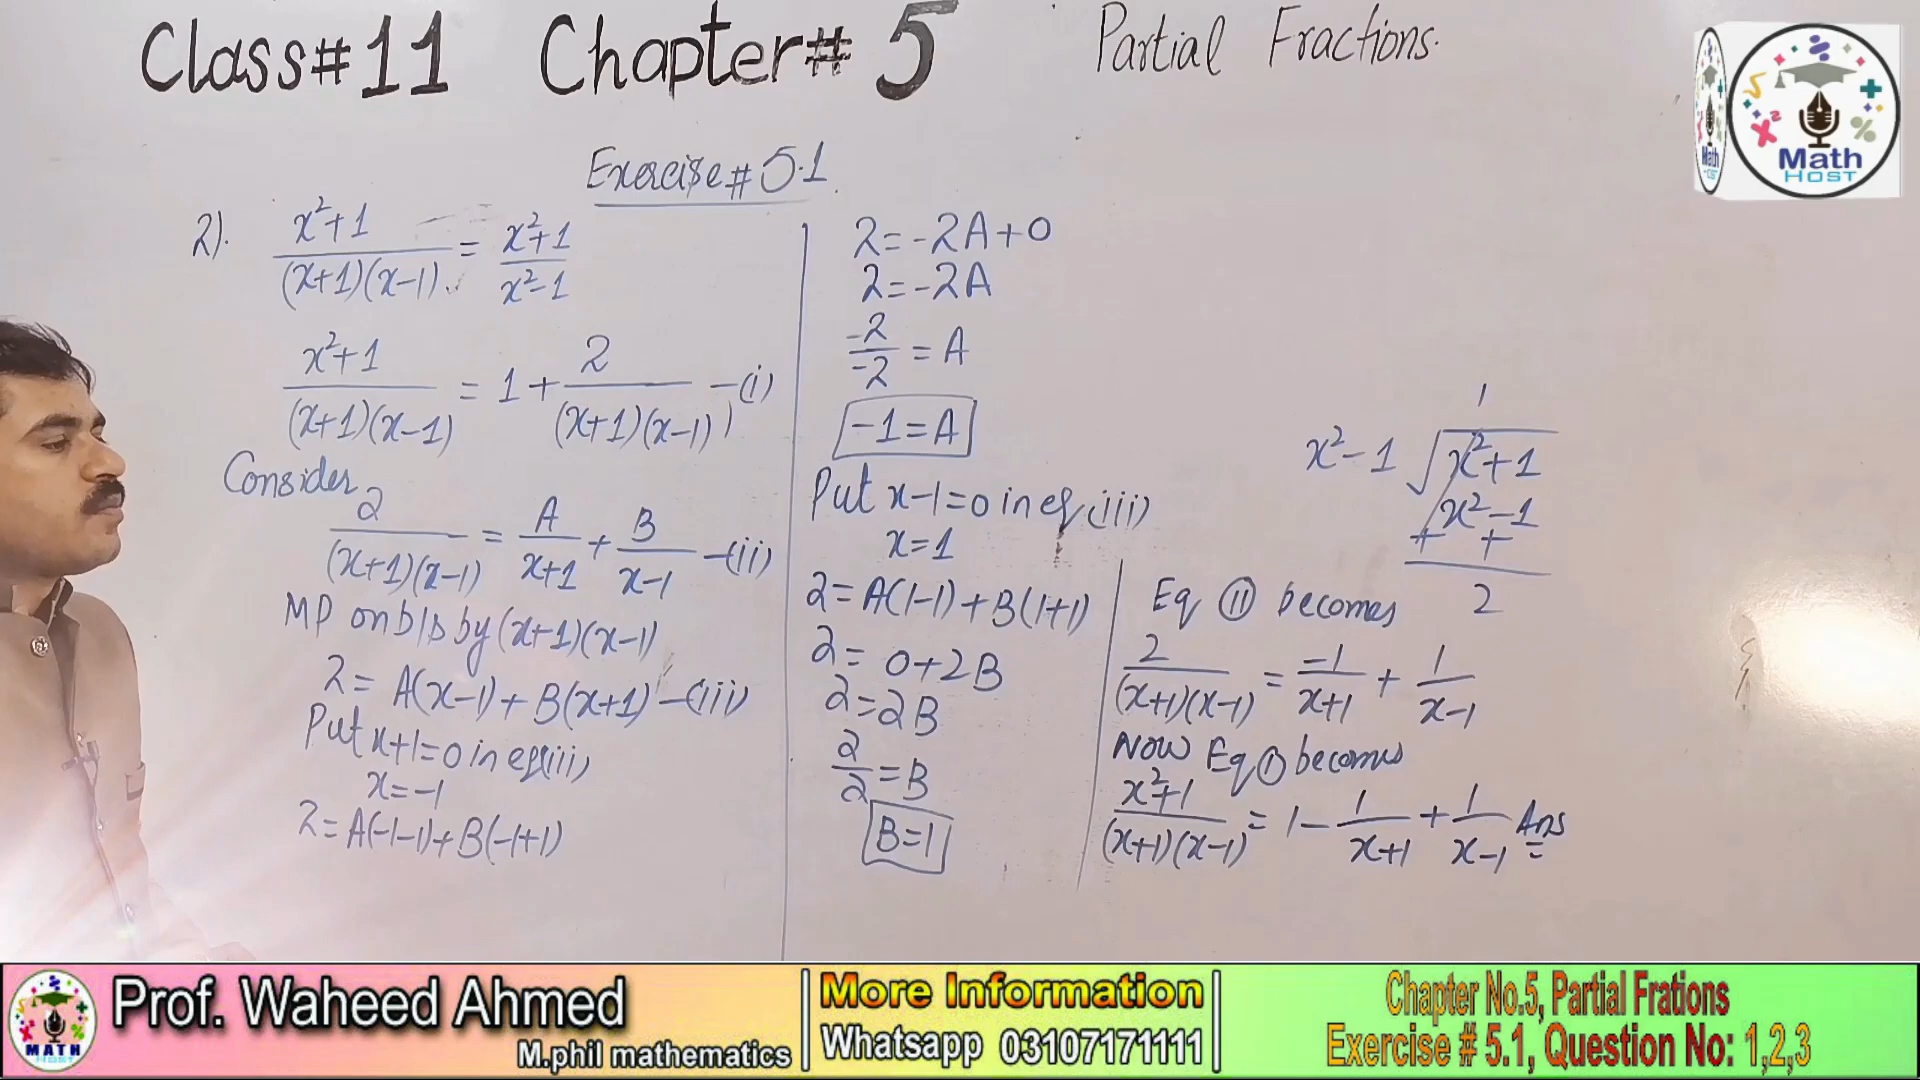 Class#11 Chapter# 5 Partial Fractions.
Math
HOST
Exercise# 5.1
2). x²+1/(x+1)(x-1) = x²+1/x²-1
x²+1/(x+1)(x-1) = 1 + 2/(x+1)(x-1) -(i)
Consider
2/(x+1)(x-1) = A/x+1 + B/x-1 -(ii)
MP on b/s by (x+1)(x-1)
2 = A(x-1) + B(x+1) -(iii)
Put x+1=0 in eq(iii)
x=-1
2=A(-1-1)+B(-1+1)
2=-2A+0
2=-2A
-2/-2 = A
-1=A
Put x-1=0 in eq (iii)
x=1
2=A(1-1)+B(1+1)
2= 0+2B
2=2B
2/2=B
B=1
1
x²-1 √x²+1
x²-1
+ +
2
Eq (ii) becomes
2/(x+1)(x-1) = -1/x+1 + 1/x-1
Now Eq (i) becomes
x²+1/(x+1)(x-1) = 1 - 1/x+1 + 1/x-1 Ans
MATH
HOST
Prof. Waheed Ahmed
M.phil mathematics
More Information
Whatsapp 03107171111
Chapter No.5, Partial Frations
Exercise # 5.1, Question No: 1,2,3